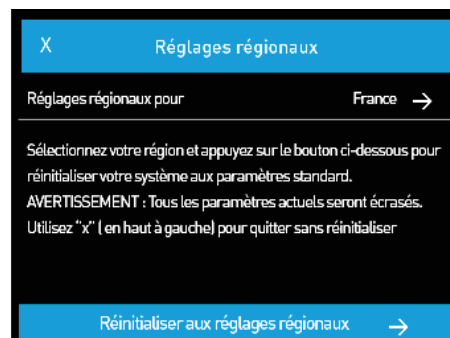 X Réglages régionaux
Réglages régionaux pour France →
Sélectionnez votre région et appuyez sur le bouton ci-dessous pour
réinitialiser votre système aux paramètres standard.
AVERTISSEMENT : Tous les paramètres actuels seront écrasés.
Utilisez “x” ( en haut à gauche) pour quitter sans réinitialiser
Réinitialiser aux réglages régionaux →